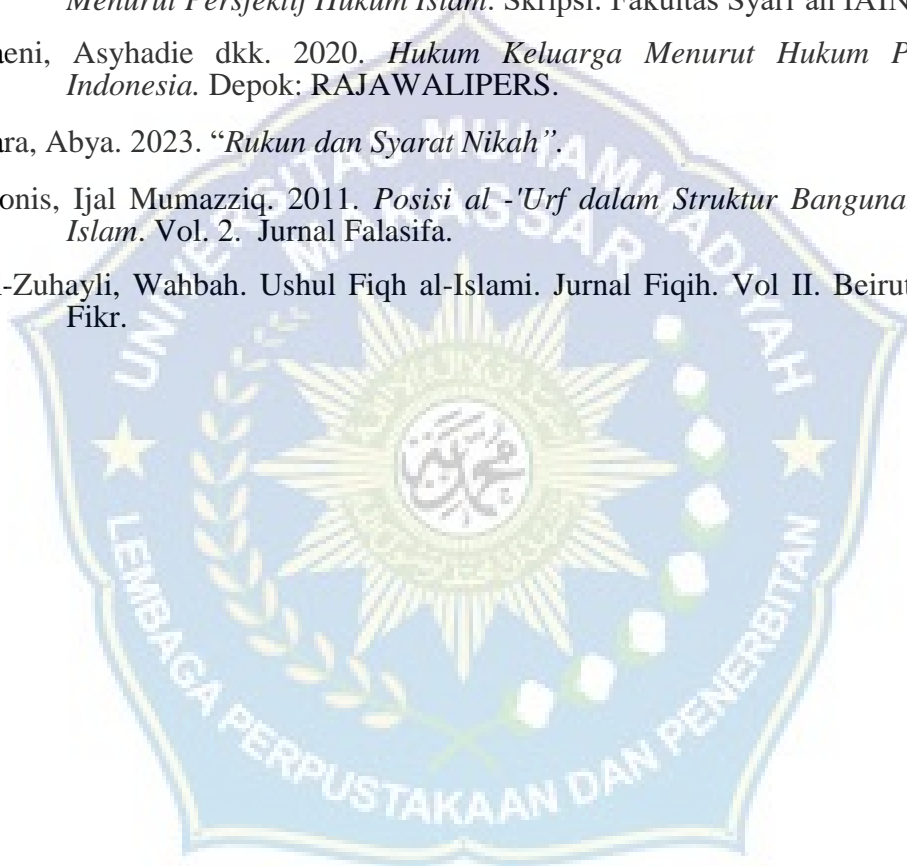 Menurut Persfektif Hukum Islam. Skripsi. Fakultas Syari'ah IAIN
eni, Asyhadie dkk. 2020. Hukum Keluarga Menurut Hukum P
Indonesia. Depok: RAJAWALIPERS.
ara, Abya. 2023. “Rukun dan Syarat Nikah”.
onis, Ijal Mumazziq. 2011. Posisi al -'Urf dalam Struktur Banguna
Islam. Vol. 2. Jurnal Falasifa.
-Zuhayli, Wahbah. Ushul Fiqh al-Islami. Jurnal Fiqih. Vol II. Beirut
Fikr.
UNIVERSITAS MUHAMMADIYAH
MAKASSAR
LEMBAGA PERPUSTAKAAN DAN PENERBITAN